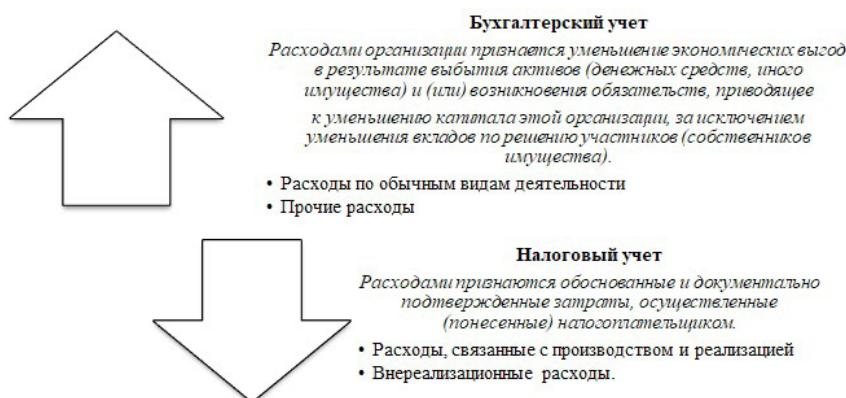 Бухгалтерский учет
Расходами организации признается уменьшение экономических выгод
в результате выбытия активов (денежных средств, иного
имущества) и (или) возникновения обязательств, приводящее
к уменьшению капитала этой организации, за исключением
уменьшения вкладов по решению участников (собственников
имущества).
• Расходы по обычным видам деятельности
• Прочие расходы
Налоговый учет
Расходами признаются обоснованные и документально
подтвержденные затраты, осуществленные
(понесенные) налогоплательщиком.
• Расходы, связанные с производством и реализацией
• Внереализационные расходы.